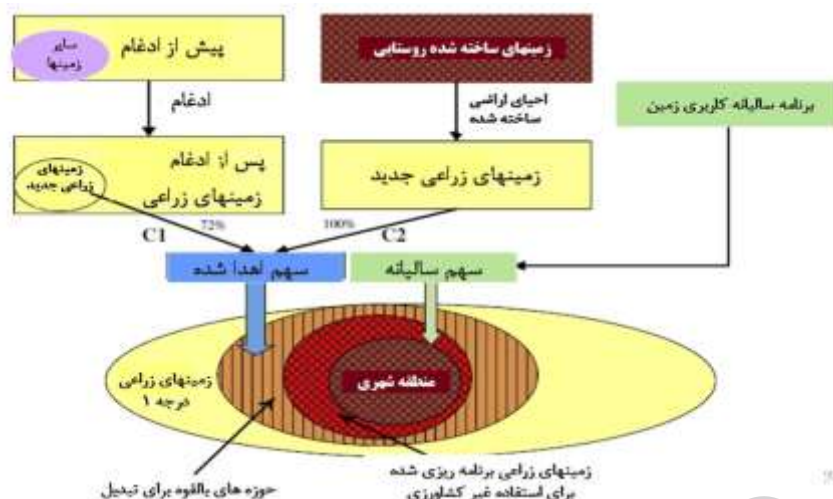 سایر
زمینها
پیش از ادغام
زمینهای ساخته شده روستایی
ادغام
احیای اراضی
ساخته شده
برنامه سالیانه کاربری زمین
زمینهای
زراعی جدید
پس از ادغام
زمینهای زراعی
زمینهای زراعی جدید
72%
100%
C1
C2
سهم اهدا شده
سهم سالیانه
زمینهای زراعی
درجه ۱
منطقه شهری
حوزه های بالقوه برای تبدیل
زمینهای زراعی برنامه ریزی شده
برای استفاده غیر کشاورزی